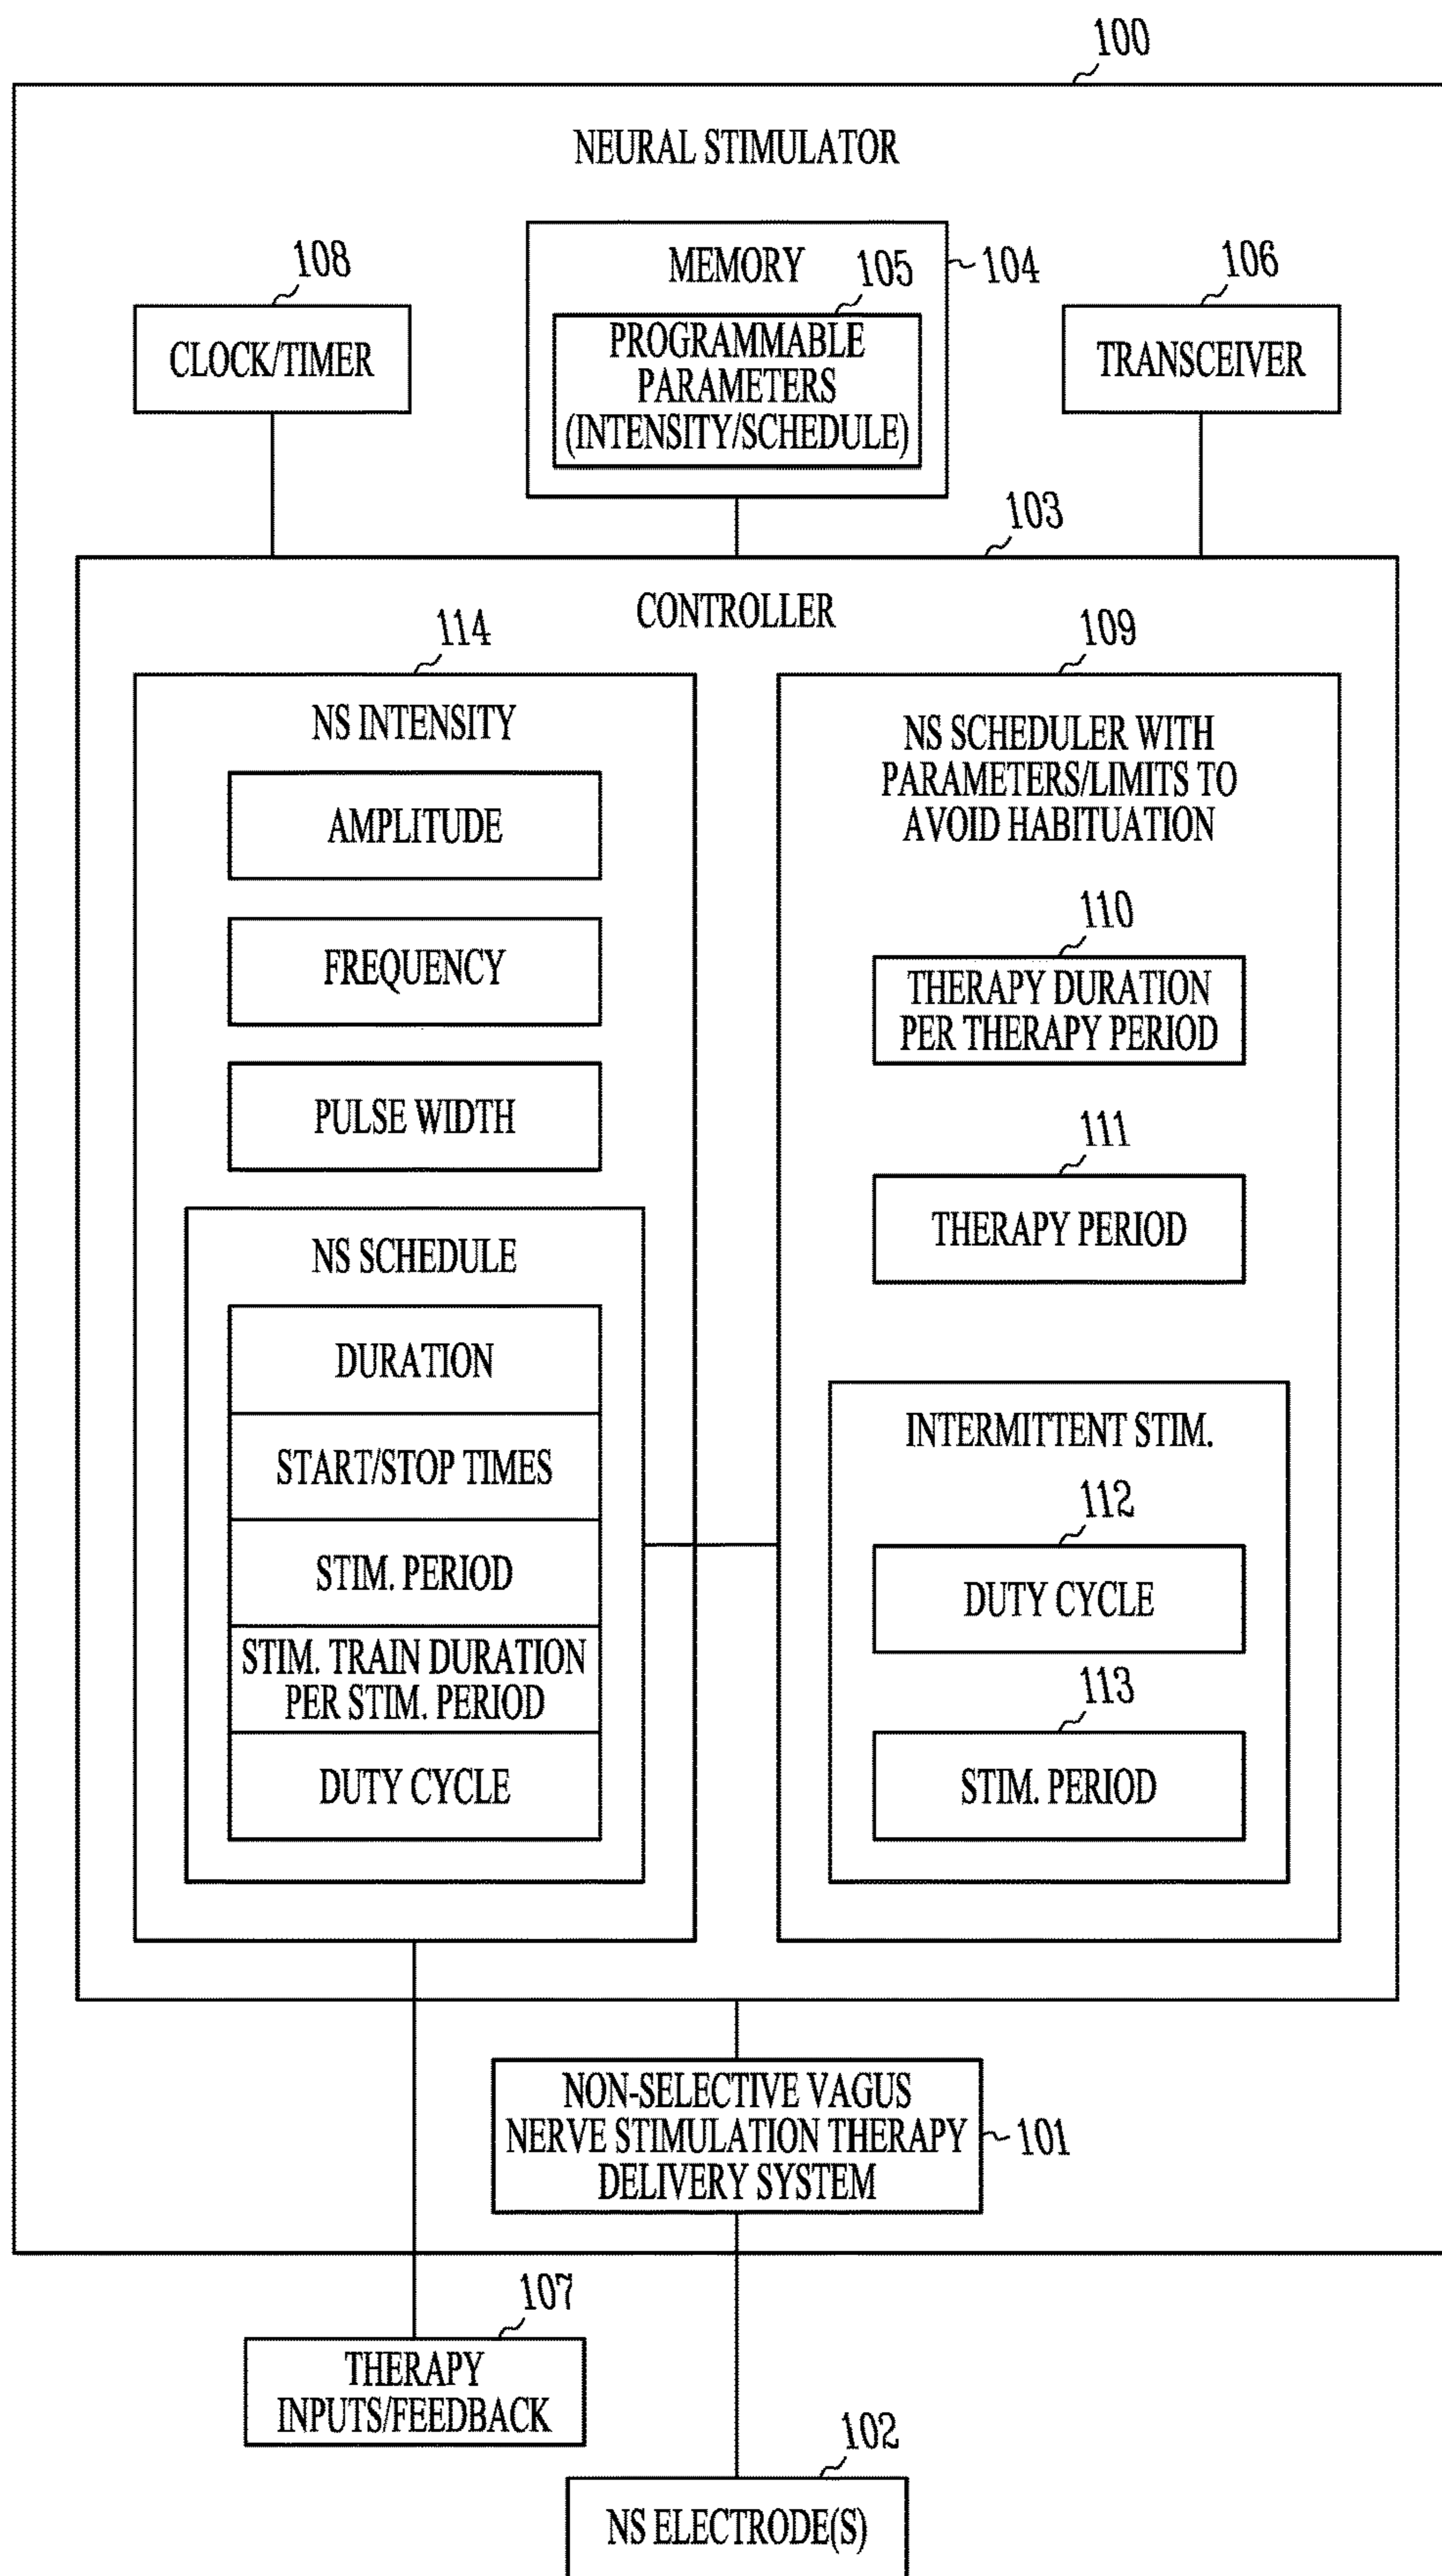 100
NEURAL STIMULATOR
108
CLOCK/TIMER
MEMORY
105
104
PROGRAMMABLE
PARAMETERS
(INTENSITY/SCHEDULE)
106
TRANSCEIVER
103
CONTROLLER
114
NS INTENSITY
AMPLITUDE
FREQUENCY
PULSE WIDTH
NS SCHEDULE
DURATION
START/STOP TIMES
STIM. PERIOD
STIM. TRAIN DURATION
PER STIM. PERIOD
DUTY CYCLE
109
NS SCHEDULER WITH
PARAMETERS/LIMITS TO
AVOID HABITUATION
110
THERAPY DURATION
PER THERAPY PERIOD
111
THERAPY PERIOD
INTERMITTENT STIM.
112
DUTY CYCLE
113
STIM. PERIOD
NON-SELECTIVE VAGUS
NERVE STIMULATION THERAPY
DELIVERY SYSTEM
101
107
THERAPY
INPUTS/FEEDBACK
102
NS ELECTRODE(S)